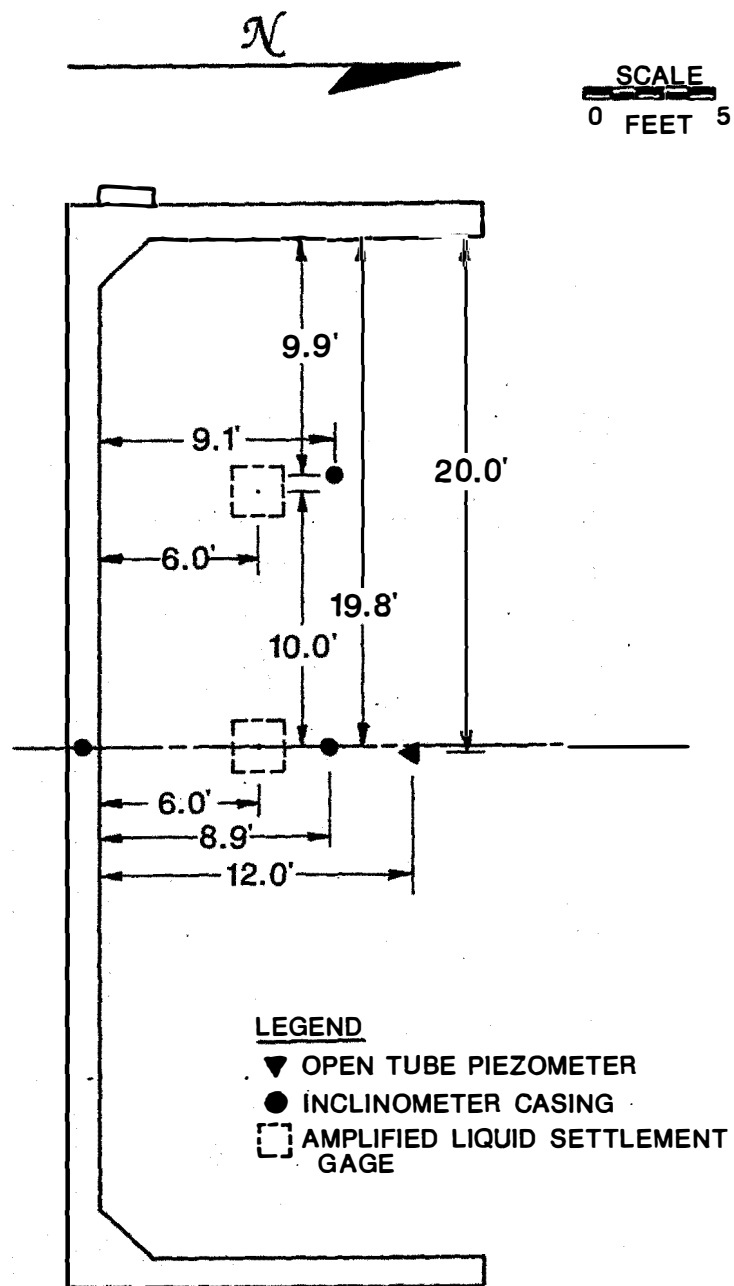 N
SCALE
0 FEET 5
9.9'
9.1'
20.0'
6.0'
19.8'
10.0'
6.0'
8.9'
12.0'
LEGEND
OPEN TUBE PIEZOMETER
INCLINOMETER CASING
AMPLIFIED LIQUID SETTLEMENT
GAGE